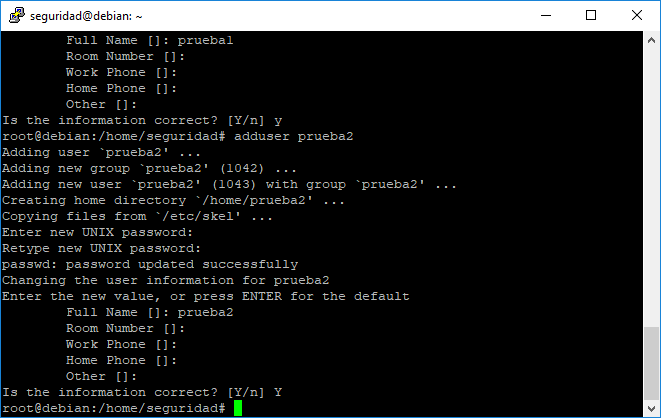 seguridad@debian: ~
Full Name []: prueba1
Room Number []:
Work Phone []:
Home Phone []:
Other []:
Is the information correct? [Y/n] y
root@debian:/home/seguridad# adduser prueba2
Adding user `prueba2' ...
Adding new group `prueba2' (1042) ...
Adding new user `prueba2' (1043) with group `prueba2' ...
Creating home directory `/home/prueba2' ...
Copying files from `/etc/skel' ...
Enter new UNIX password:
Retype new UNIX password:
passwd: password updated successfully
Changing the user information for prueba2
Enter the new value, or press ENTER for the default
Full Name []: prueba2
Room Number []:
Work Phone []:
Home Phone []:
Other []:
Is the information correct? [Y/n] Y
root@debian:/home/seguridad#